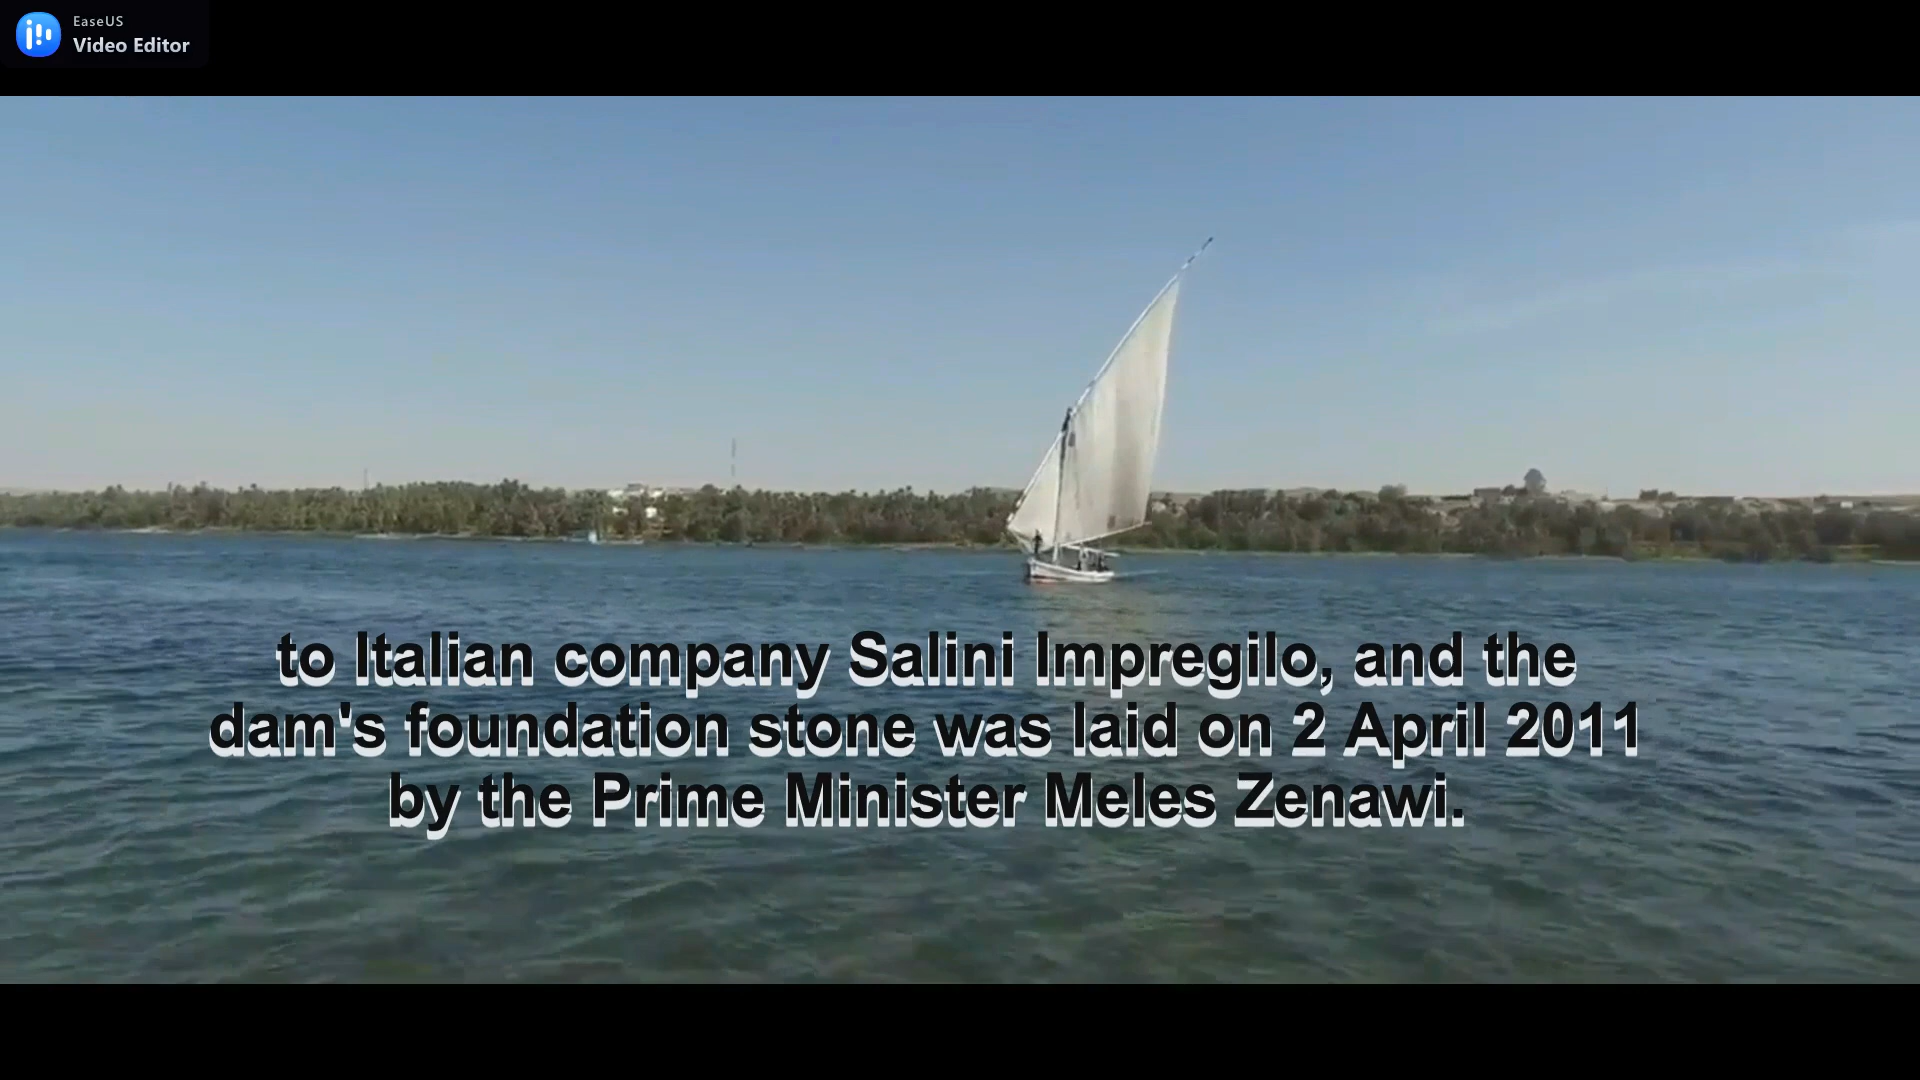 EaseUS
Video Editor
to Italian company Salini Impregilo, and the
dam's foundation stone was laid on 2 April 2011
by the Prime Minister Meles Zenawi.